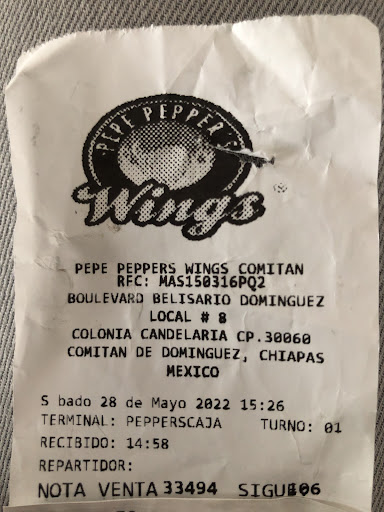 PEPE PEPPER'S
Wings
®
PEPE PEPPERS WINGS COMITAN
RFC: MAS150316PQ2
BOULEVARD BELISARIO DOMINGUEZ
LOCAL # 8
COLONIA CANDELARIA CP.30060
COMITAN DE DOMINGUEZ, CHIAPAS
MEXICO
S bado 28 de Mayo 2022 15:26
TERMINAL: PEPPERSCAJA TURNO: 01
RECIBIDO: 14:58
REPARTIDOR:
NOTA VENTA 33494